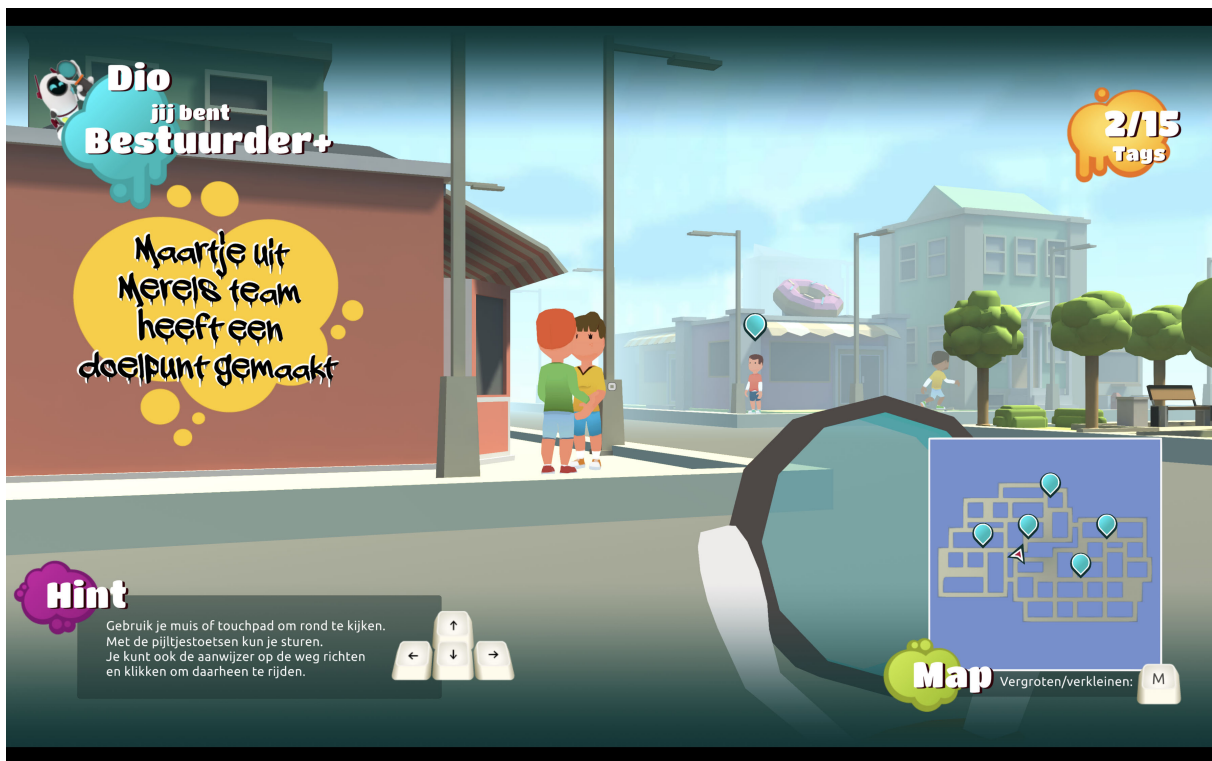 Dio
jij bent
Bestuurder+
2/15
Tags
Maartje uit
Merels team
heeft een
doelpunt gemaakt
Hint
Gebruik je muis of touchpad om rond te kijken.
Met de pijltjestoetsen kun je sturen.
Je kunt ook de aanwijzer op de weg richten
en klikken om daarheen te rijden.
↑
← ↓ →
Map
Vergroten/verkleinen:
M